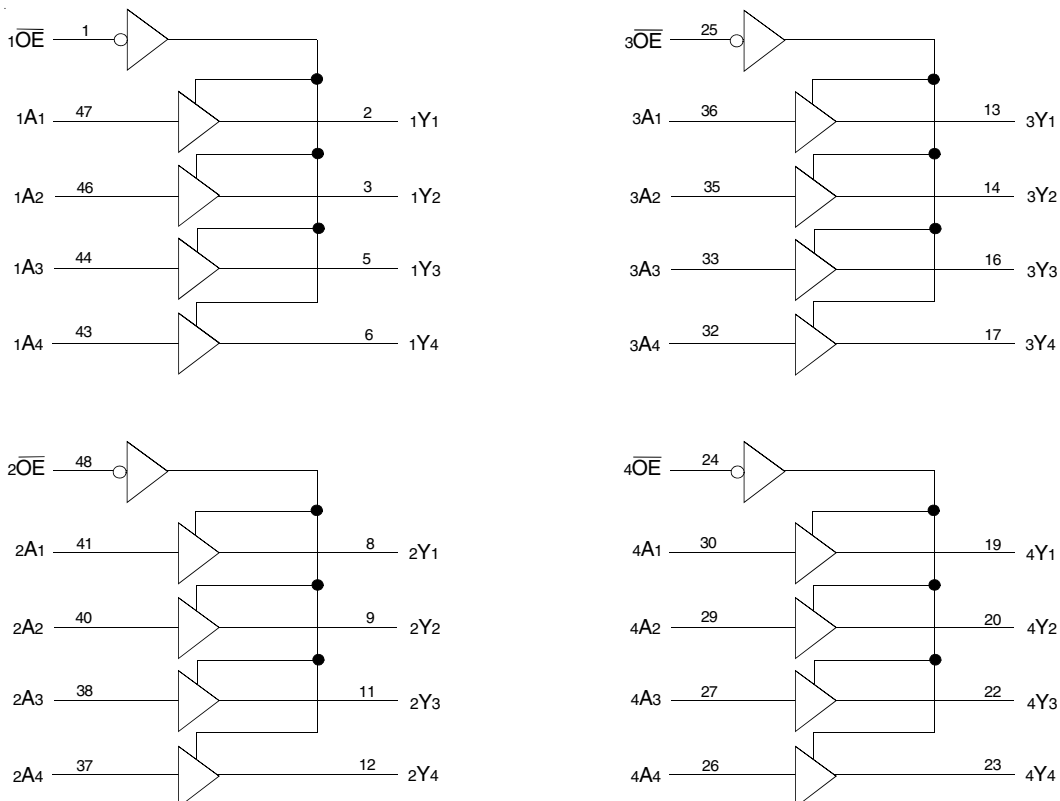 1OE 1
1A1 47 2 1Y1
1A2 46 3 1Y2
1A3 44 5 1Y3
1A4 43 6 1Y4
3OE 25
3A1 36 13 3Y1
3A2 35 14 3Y2
3A3 33 16 3Y3
3A4 32 17 3Y4
2OE 48
2A1 41 8 2Y1
2A2 40 9 2Y2
2A3 38 11 2Y3
2A4 37 12 2Y4
4OE 24
4A1 30 19 4Y1
4A2 29 20 4Y2
4A3 27 22 4Y3
4A4 26 23 4Y4